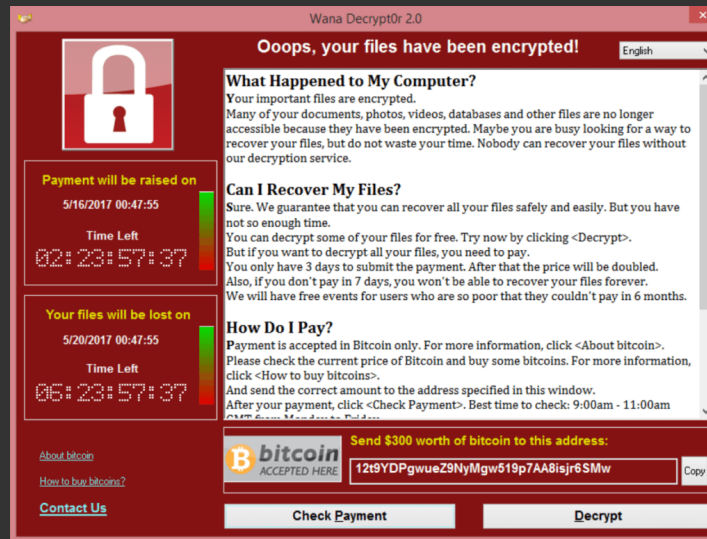 Wana Decrypt0r 2.0
Ooops, your files have been encrypted!
English
What Happened to My Computer?
Your important files are encrypted.
Many of your documents, photos, videos, databases and other files are no longer
accessible because they have been encrypted. Maybe you are busy looking for a way to
recover your files, but do not waste your time. Nobody can recover your files without
our decryption service.
Can I Recover My Files?
Sure. We guarantee that you can recover all your files safely and easily. But you have
not so enough time.
You can decrypt some of your files for free. Try now by clicking <Decrypt>.
But if you want to decrypt all your files, you need to pay.
You only have 3 days to submit the payment. After that the price will be doubled.
Also, if you don't pay in 7 days, you won't be able to recover your files forever.
We will have free events for users who are so poor that they couldn't pay in 6 months.
How Do I Pay?
Payment is accepted in Bitcoin only. For more information, click <About bitcoin>.
Please check the current price of Bitcoin and buy some bitcoins. For more information,
click <How to buy bitcoins>.
And send the correct amount to the address specified in this window.
After your payment, click <Check Payment>. Best time to check: 9:00am - 11:00am
GMT from Monday to Friday.
Payment will be raised on
5/16/2017 00:47:55
Time Left
02:23:57:37
Your files will be lost on
5/20/2017 00:47:55
Time Left
06:23:57:37
About bitcoin
How to buy bitcoins?
Contact Us
bitcoin
ACCEPTED HERE
Send $300 worth of bitcoin to this address:
12t9YDPgwueZ9NyMgw519p7AA8isjr6SMw
Copy
Check Payment
Decrypt